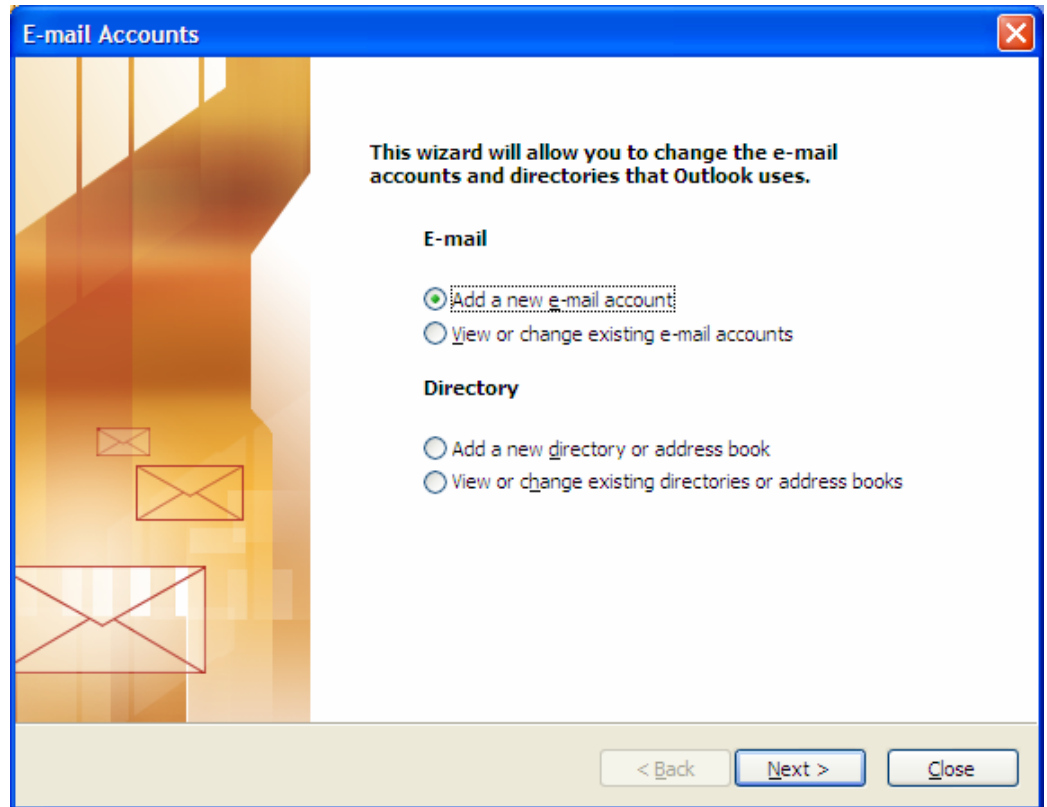 E-mail Accounts
This wizard will allow you to change the e-mail
accounts and directories that Outlook uses.
E-mail
Add a new e-mail account
View or change existing e-mail accounts
Directory
Add a new directory or address book
View or change existing directories or address books
< Back
Next >
Close